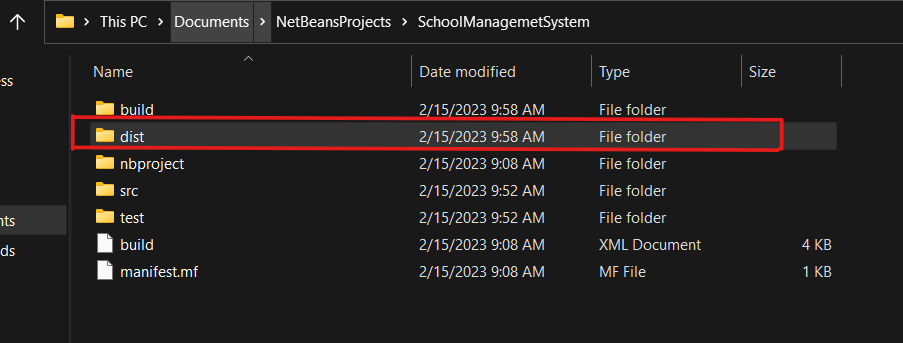 This PC > Documents > NetBeansProjects > SchoolManagemetSystem
Name Date modified Type Size
ess
build 2/15/2023 9:58 AM File folder
dist 2/15/2023 9:58 AM File folder
nbproject 2/15/2023 9:08 AM File folder
src 2/15/2023 9:52 AM File folder
nts
test 2/15/2023 9:52 AM File folder
build 2/15/2023 9:08 AM XML Document 4 KB
ds
manifest.mf 2/15/2023 9:08 AM MF File 1 KB